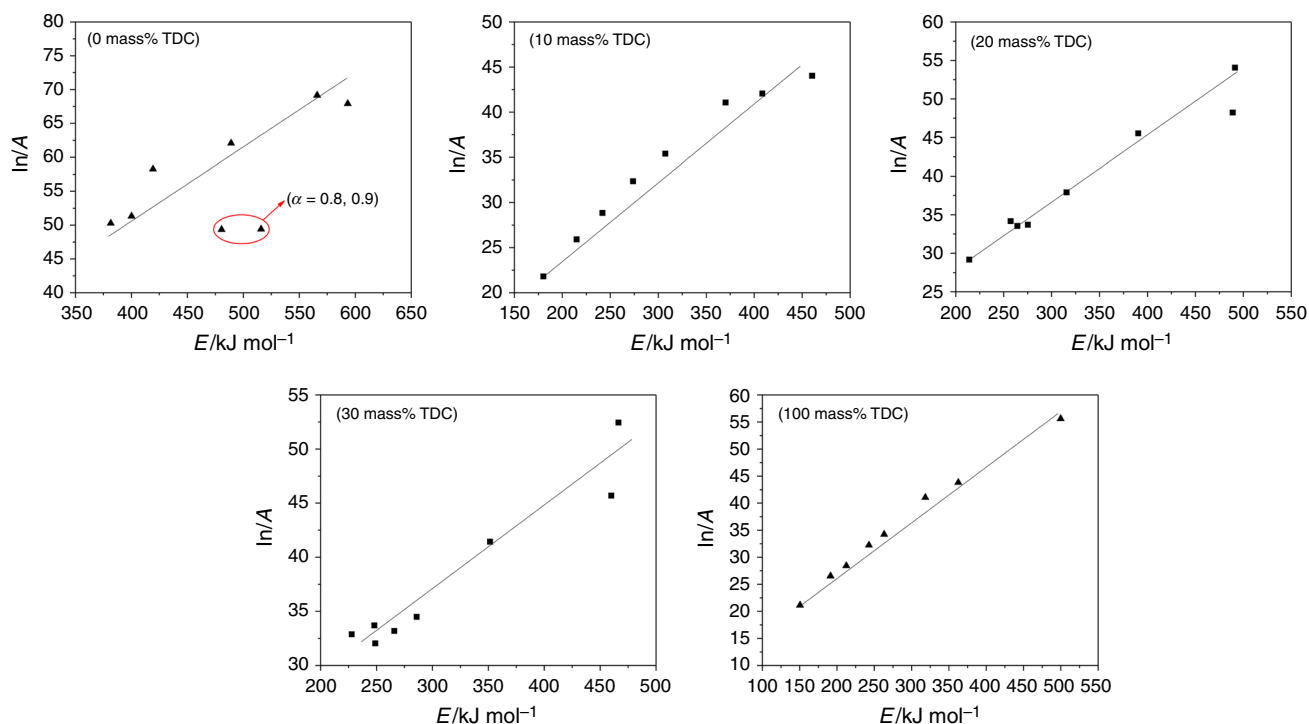 (0 mass% TDC)
80
75
70
65
60
55
50
45
40
ln/A
(α = 0.8, 0.9)
350 400 450 500 550 600 650
E/kJ mol⁻¹
(10 mass% TDC)
50
45
40
35
30
25
20
ln/A
150 200 250 300 350 400 450 500
E/kJ mol⁻¹
(20 mass% TDC)
60
55
50
45
40
35
30
25
ln/A
200 250 300 350 400 450 500 550
E/kJ mol⁻¹
(30 mass% TDC)
55
50
45
40
35
30
ln/A
200 250 300 350 400 450 500
E/kJ mol⁻¹
(100 mass% TDC)
60
55
50
45
40
35
30
25
20
15
10
ln/A
100 150 200 250 300 350 400 450 500 550
E/kJ mol⁻¹